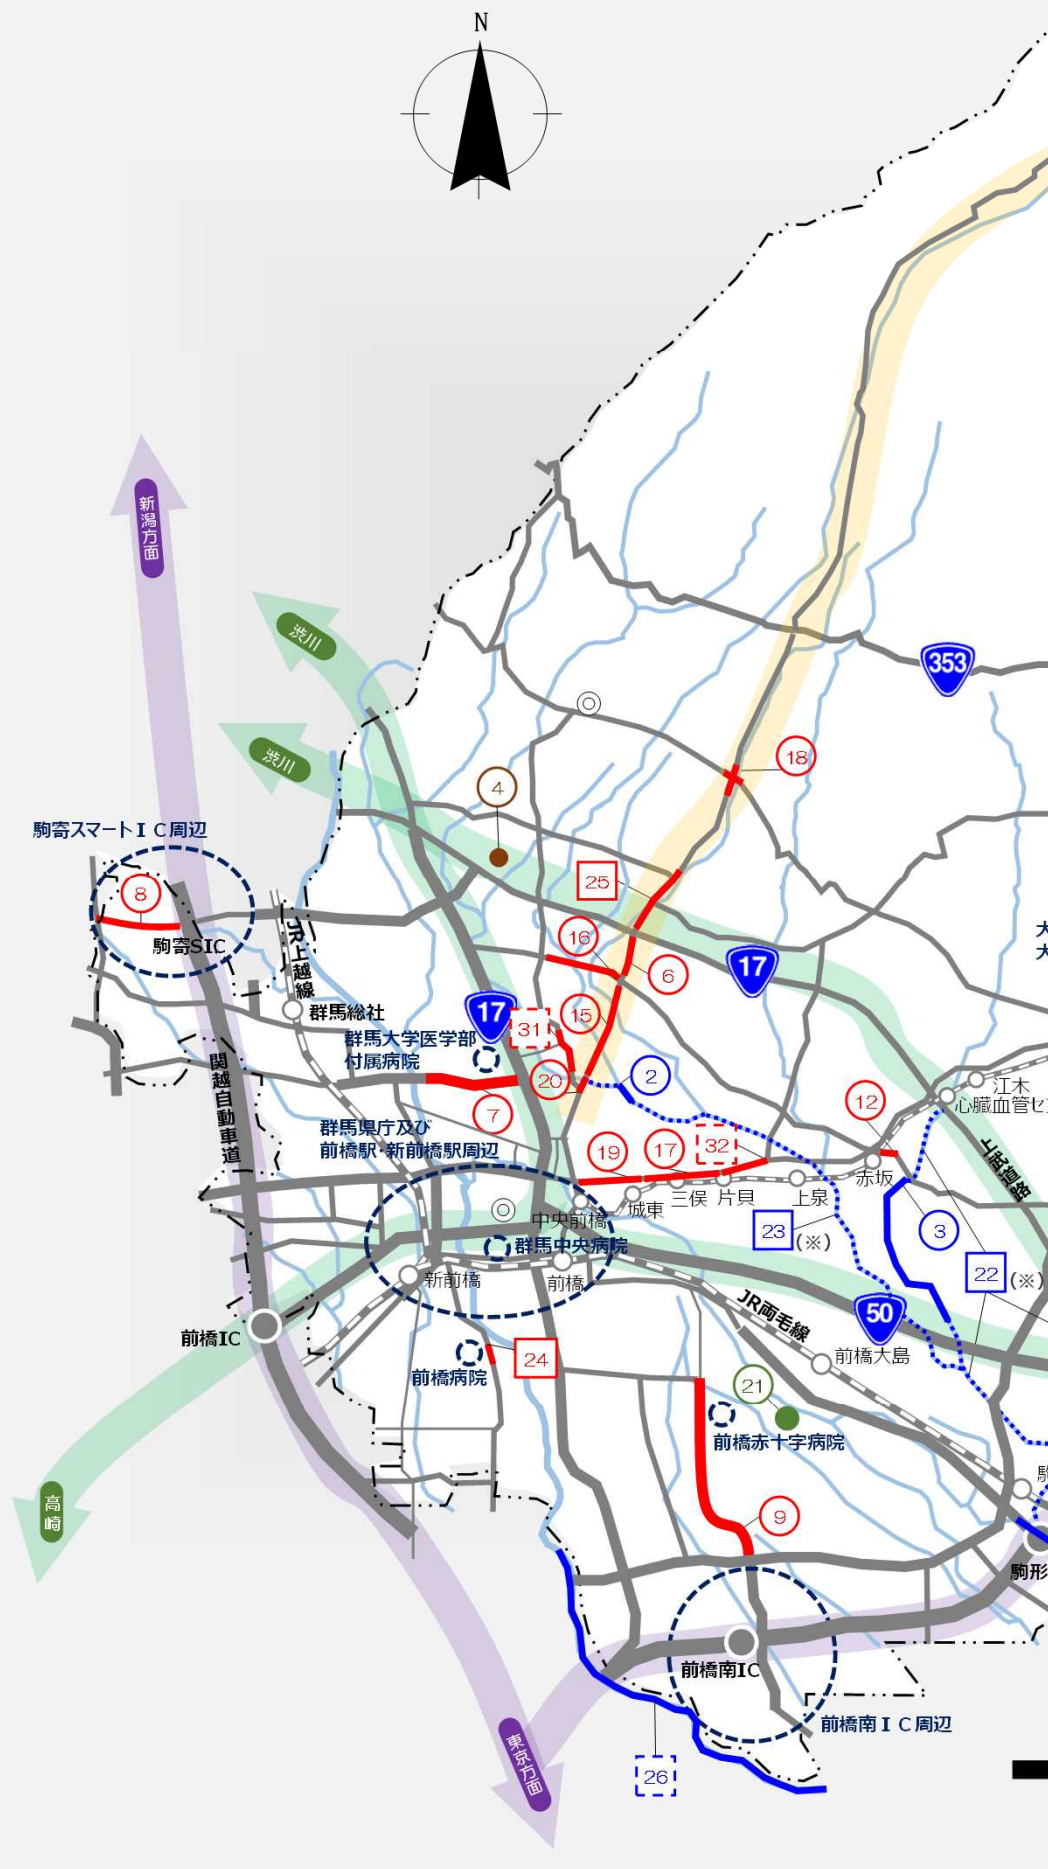 N
新潟方面
渋川
353
渋川
18
4
駒寄スマートIC周辺
25
8
16
大
大
駒寄SIC
17
6
JR上越線
群馬総社
17
31
15
群馬大学医学部
付属病院
関越自動車道
20
2
江木
心臓血管セ
7
12
群馬県庁及び
前橋駅・新前橋駅周辺
32
19
17
上武道路
赤坂
城東
三俣
片貝
上泉
中央前橋
23
(※)
3
群馬中央病院
新前橋
前橋
22
(※)
JR両毛線
50
前橋IC
前橋大島
24
前橋病院
21
前橋赤十字病院
駒
高崎
9
駒形
前橋南IC
前橋南IC周辺
東京方面
26